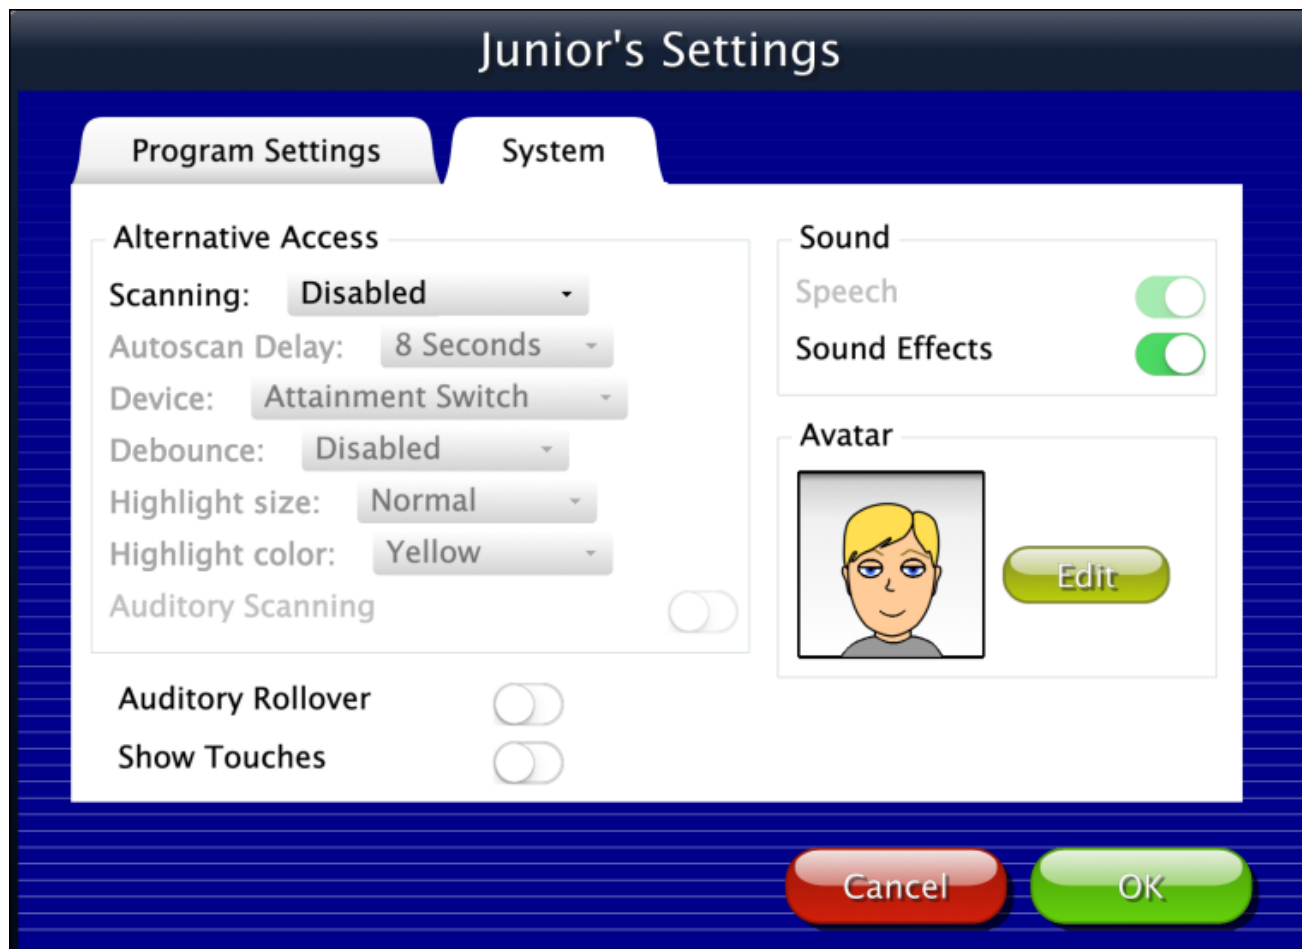 Junior's Settings
Program Settings
System
Alternative Access
Scanning: Disabled
Autoscan Delay: 8 Seconds
Device: Attainment Switch
Debounce: Disabled
Highlight size: Normal
Highlight color: Yellow
Auditory Scanning
Auditory Rollover
Show Touches
Sound
Speech
Sound Effects
Avatar
Edit
Cancel
OK